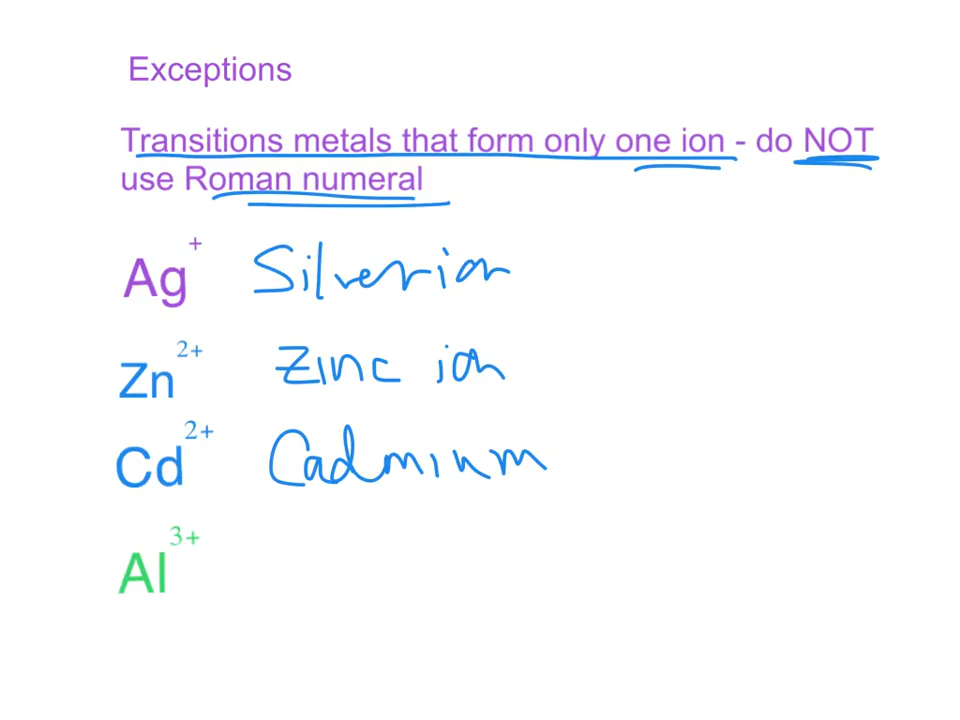 Exceptions
Transitions metals that form only one ion - do NOT
use Roman numeral
Ag+ Silver ion
Zn2+ Zinc ion
Cd2+ Cadmium
Al3+